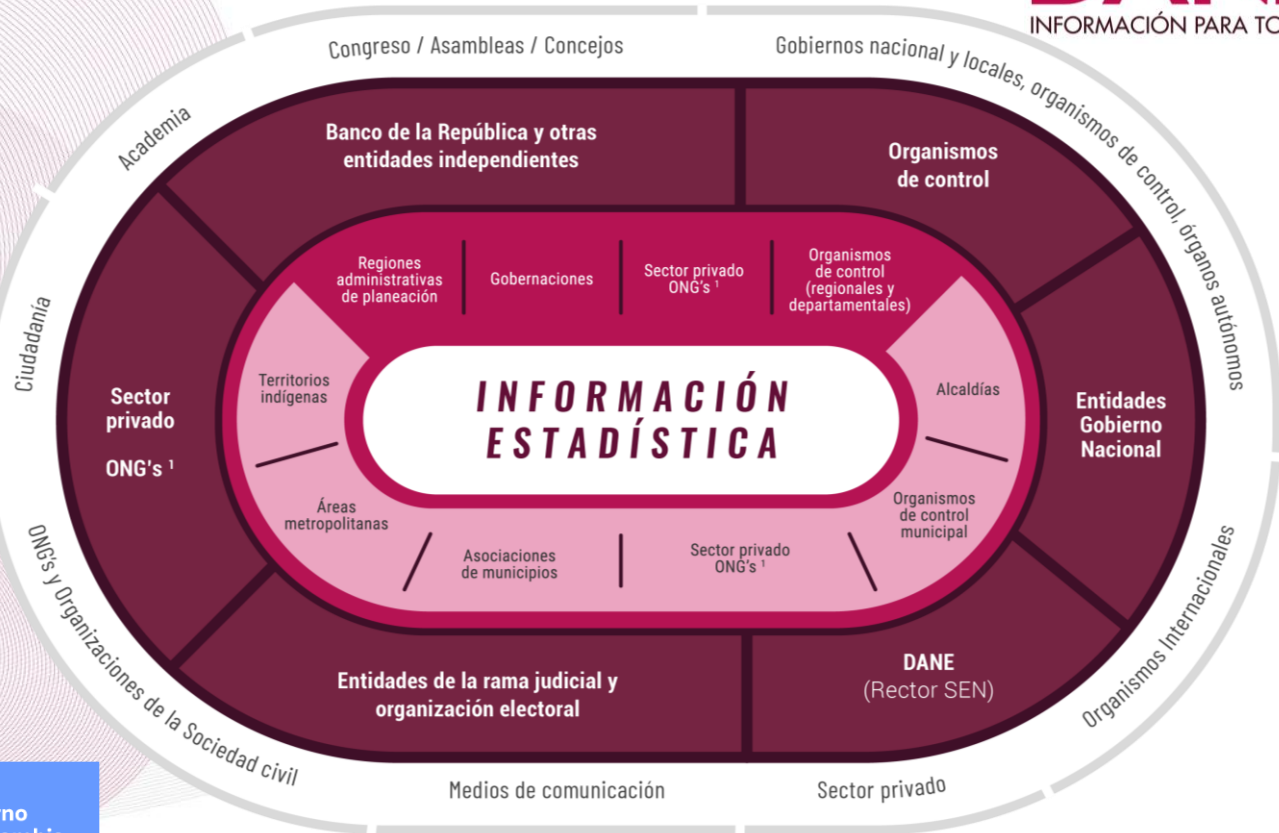 INFORMACIÓN PARA TO
Congreso / Asambleas / Concejos
Gobiernos nacional y locales, organismos de control, órganos autónomos
Academia
Banco de la República y otras
entidades independientes
Organismos
de control
Regiones
administrativas
de planeación
Gobernaciones
Sector privado
ONG's ¹
Organismos
de control
(regionales y
departamentales)
Ciudadanía
Sector
privado
ONG's ¹
Territorios
indígenas
INFORMACIÓN
ESTADÍSTICA
Alcaldías
Entidades
Gobierno
Nacional
Áreas
metropolitanas
Asociaciones
de municipios
Sector privado
ONG's ¹
Organismos
de control
municipal
ONG's y Organizaciones de la Sociedad civil
Entidades de la rama judicial y
organización electoral
DANE
(Rector SEN)
Organismos Internacionales
Medios de comunicación
Sector privado